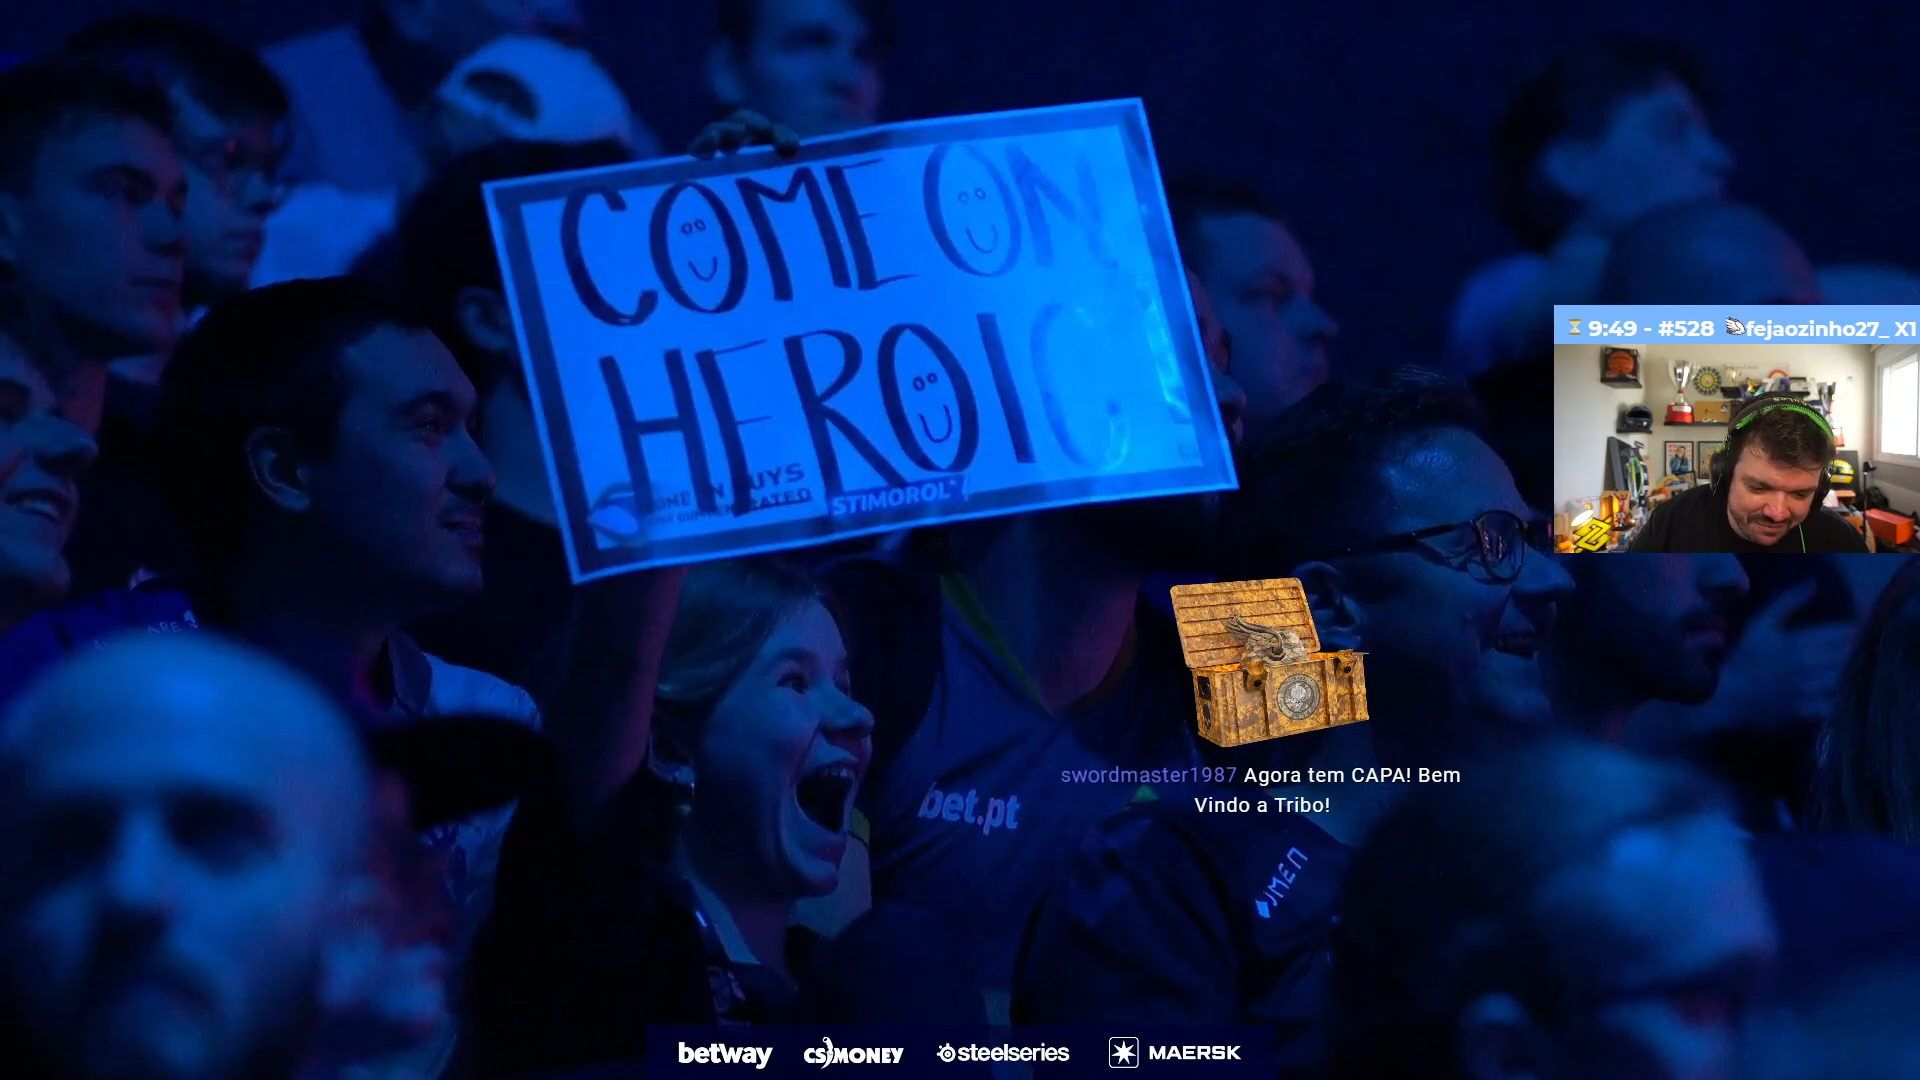 COME ON
HEROIC
STIMOROL
9:49 - #528 fejaozinho27_ X1
swordmaster1987 Agora tem CAPA! Bem
Vindo a Tribo!
bet.pt
betway CS.MONEY steelseries MAERSK